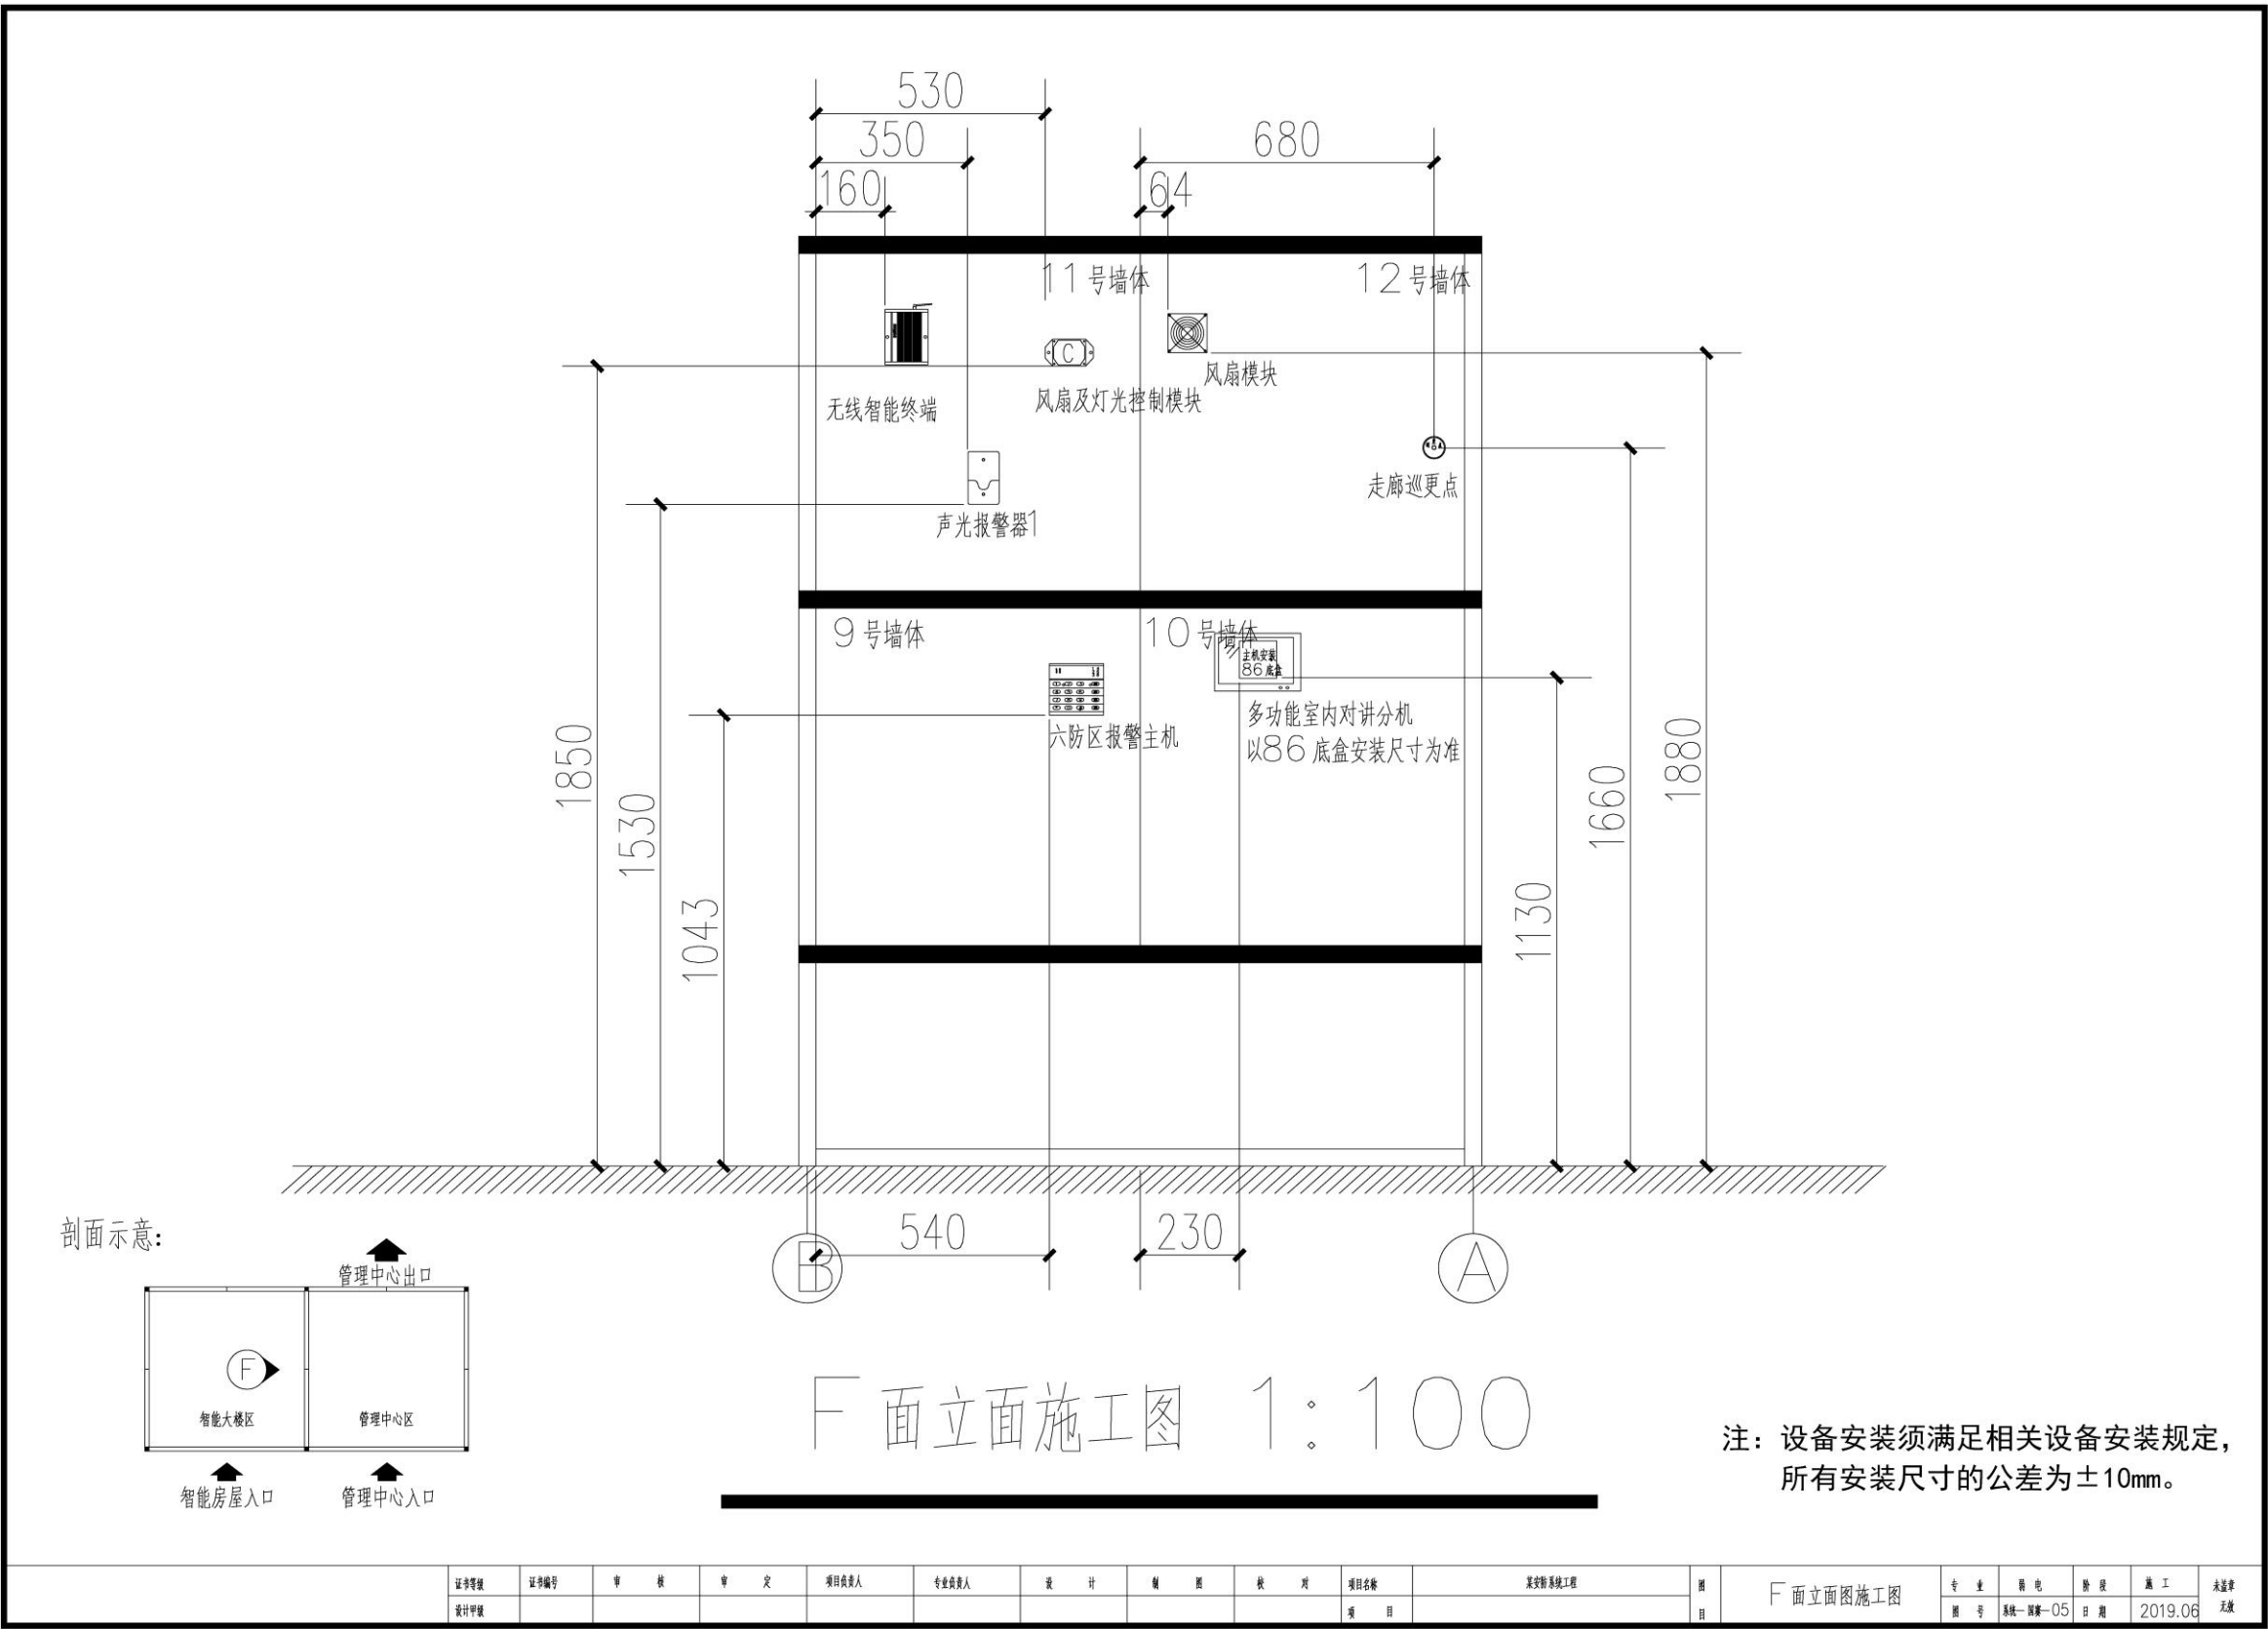 530
350
680
160
64
11号墙体
12号墙体
C
风扇模块
风扇及灯光控制模块
无线智能终端
走廊巡更点
声光报警器1
9号墙体
10号墙体
主机安装
86底盒
六防区报警主机
多功能室内对讲分机
以86底盒安装尺寸为准
1850
1530
1043
1130
1660
1880
540
230
B
A
剖面示意:
管理中心出口
F
智能大楼区
管理中心区
智能房屋入口
管理中心入口
F面立面施工图 1:100
注: 设备安装须满足相关设备安装规定,
所有安装尺寸的公差为±10mm。
证书等级 证书编号 审 核 审 定 项目负责人 专业负责人 设 计 制 图 校 对 项目名称 某安防系统工程 图 F面立面图施工图 专 业 弱 电 阶 段 施 工 未盖章
设计甲级 项 目 目 图 号 系统-国赛-05 日 期 2019.06 无效